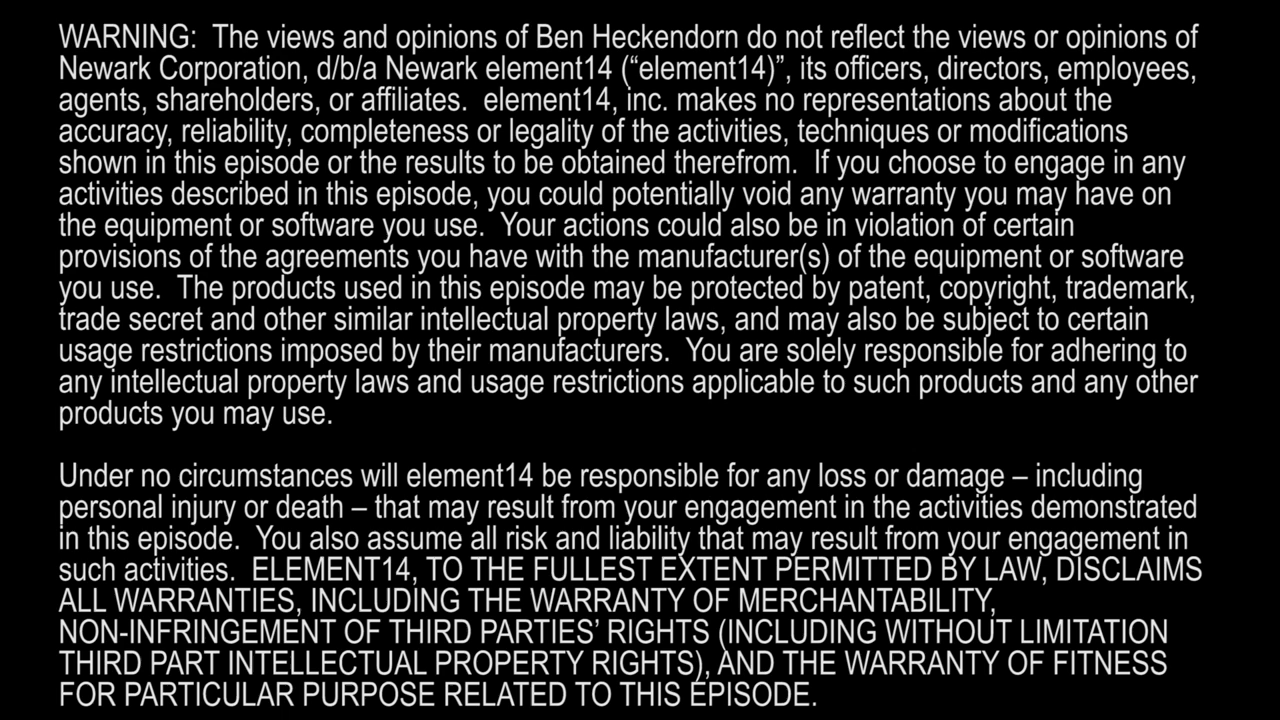 WARNING:  The views and opinions of Ben Heckendorn do not reflect the views or opinions of
Newark Corporation, d/b/a Newark element14 (“element14)”, its officers, directors, employees,
agents, shareholders, or affiliates.  element14, inc. makes no representations about the
accuracy, reliability, completeness or legality of the activities, techniques or modifications
shown in this episode or the results to be obtained therefrom.  If you choose to engage in any
activities described in this episode, you could potentially void any warranty you may have on
the equipment or software you use.  Your actions could also be in violation of certain
provisions of the agreements you have with the manufacturer(s) of the equipment or software
you use.  The products used in this episode may be protected by patent, copyright, trademark,
trade secret and other similar intellectual property laws, and may also be subject to certain
usage restrictions imposed by their manufacturers.  You are solely responsible for adhering to
any intellectual property laws and usage restrictions applicable to such products and any other
products you may use.

Under no circumstances will element14 be responsible for any loss or damage – including
personal injury or death – that may result from your engagement in the activities demonstrated
in this episode.  You also assume all risk and liability that may result from your engagement in
such activities.  ELEMENT14, TO THE FULLEST EXTENT PERMITTED BY LAW, DISCLAIMS
ALL WARRANTIES, INCLUDING THE WARRANTY OF MERCHANTABILITY,
NON-INFRINGEMENT OF THIRD PARTIES’ RIGHTS (INCLUDING WITHOUT LIMITATION
THIRD PART INTELLECTUAL PROPERTY RIGHTS), AND THE WARRANTY OF FITNESS
FOR PARTICULAR PURPOSE RELATED TO THIS EPISODE.